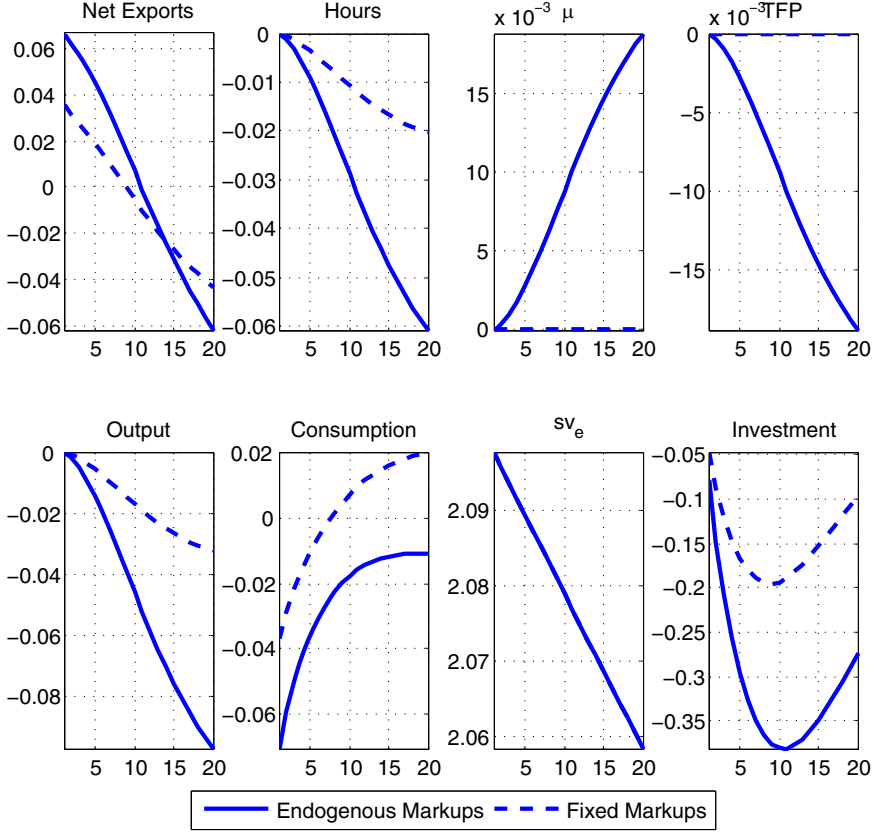 Net Exports
0.06
0.04
0.02
0
−0.02
−0.04
−0.06
5 10 15 20
Hours
0
−0.01
−0.02
−0.03
−0.04
−0.05
−0.06
5 10 15 20
x 10⁻³ μ
15
10
5
0
5 10 15 20
x 10⁻³TFP
0
−5
−10
−15
5 10 15 20
Output
0
−0.02
−0.04
−0.06
−0.08
5 10 15 20
Consumption
0.02
0
−0.02
−0.04
−0.06
5 10 15 20
svₑ
2.09
2.08
2.07
2.06
5 10 15 20
Investment
−0.05
−0.1
−0.15
−0.2
−0.25
−0.3
−0.35
5 10 15 20
Endogenous Markups Fixed Markups